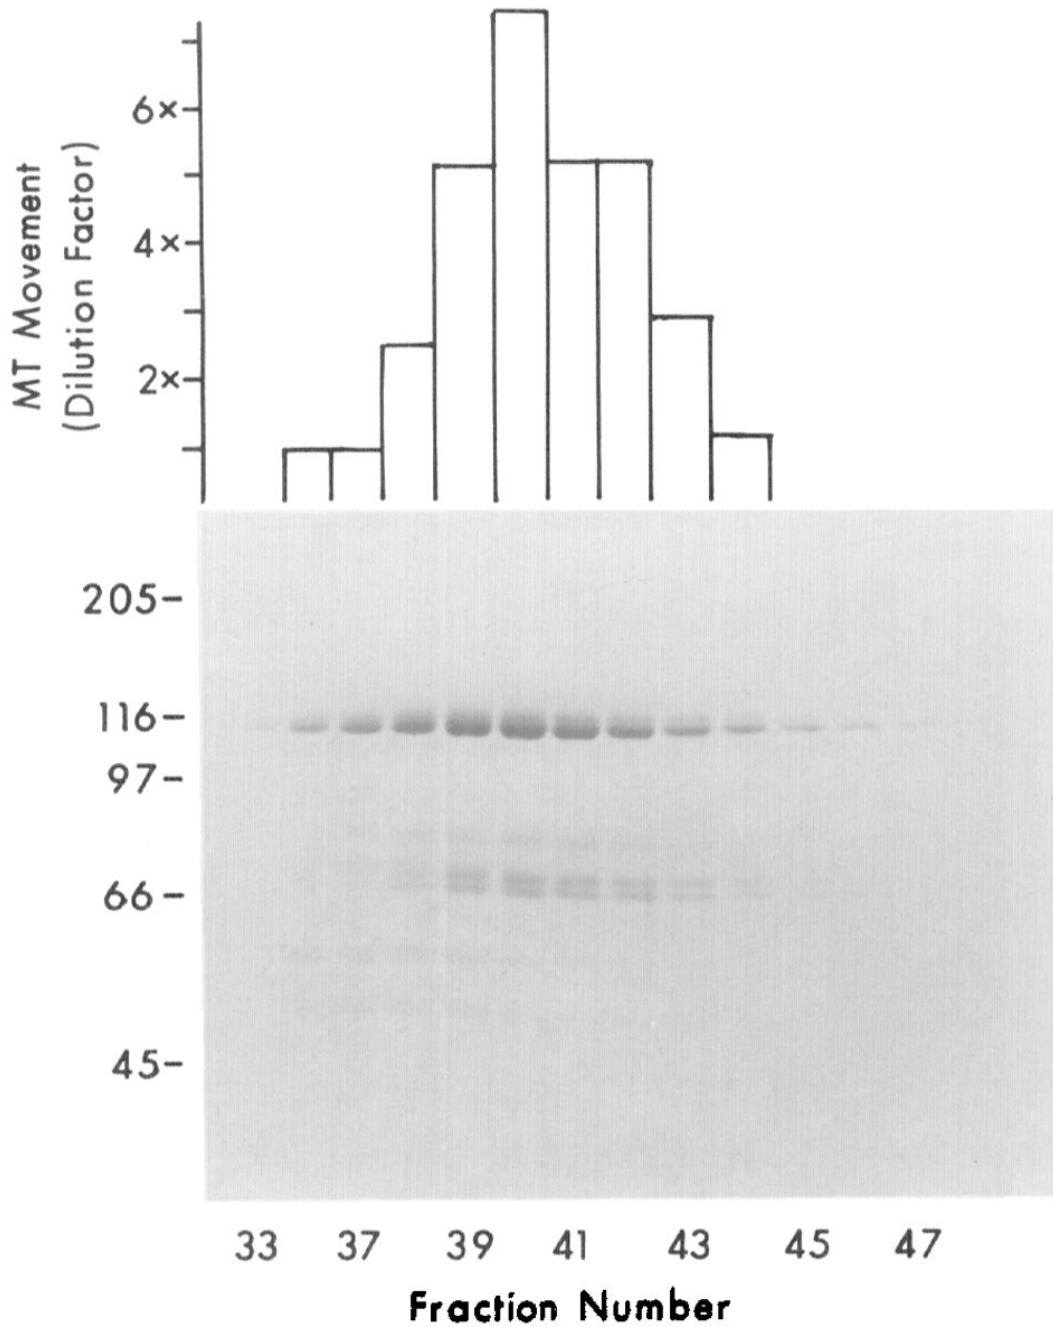 MT Movement
(Dilution Factor)
6×
4×
2×
205
116
97
66
45
33 37 39 41 43 45 47
Fraction Number